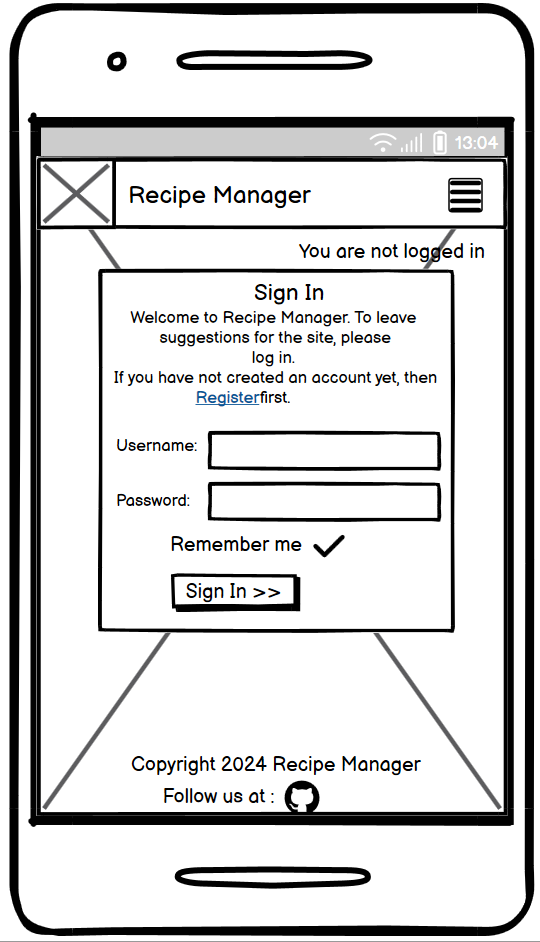 13:04
Recipe Manager
You are not logged in
Sign In
Welcome to Recipe Manager. To leave
suggestions for the site, please
log in.
If you have not created an account yet, then
Registerfirst.
Username:
Password:
Remember me
Sign In >>
Copyright 2024 Recipe Manager
Follow us at :